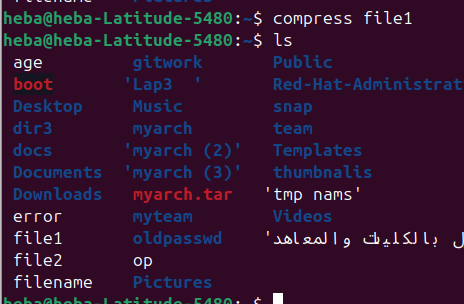 heba@heba-Latitude-5480:~$ compress file1
heba@heba-Latitude-5480:~$ ls
age gitwork Public
boot 'Lap3  ' Red-Hat-Administrat
Desktop Music snap
dir3 myarch team
docs 'myarch (2)' Templates
Documents 'myarch (3)' thumbnalis
Downloads myarch.tar 'tmp nams'
error myteam Videos
file1 oldpasswd 'ل بالكليات والمعاهد
file2 op
filename Pictures
heba@heba-Latitude-5480:~$